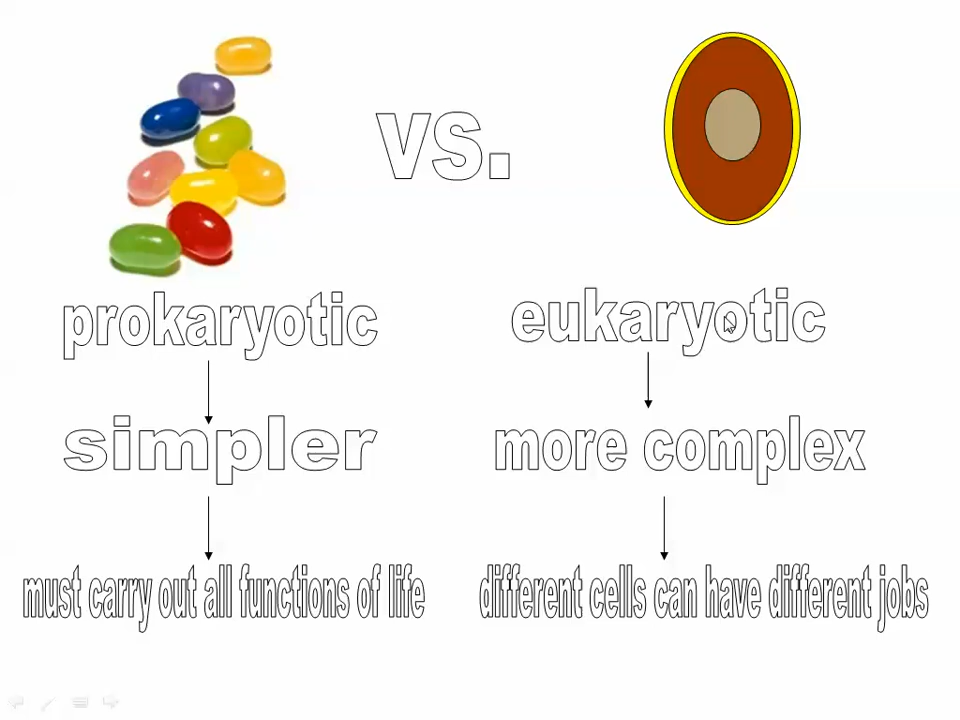 vs.
prokaryotic
eukaryotic
simpler
more complex
must carry out all functions of life
different cells can have different jobs